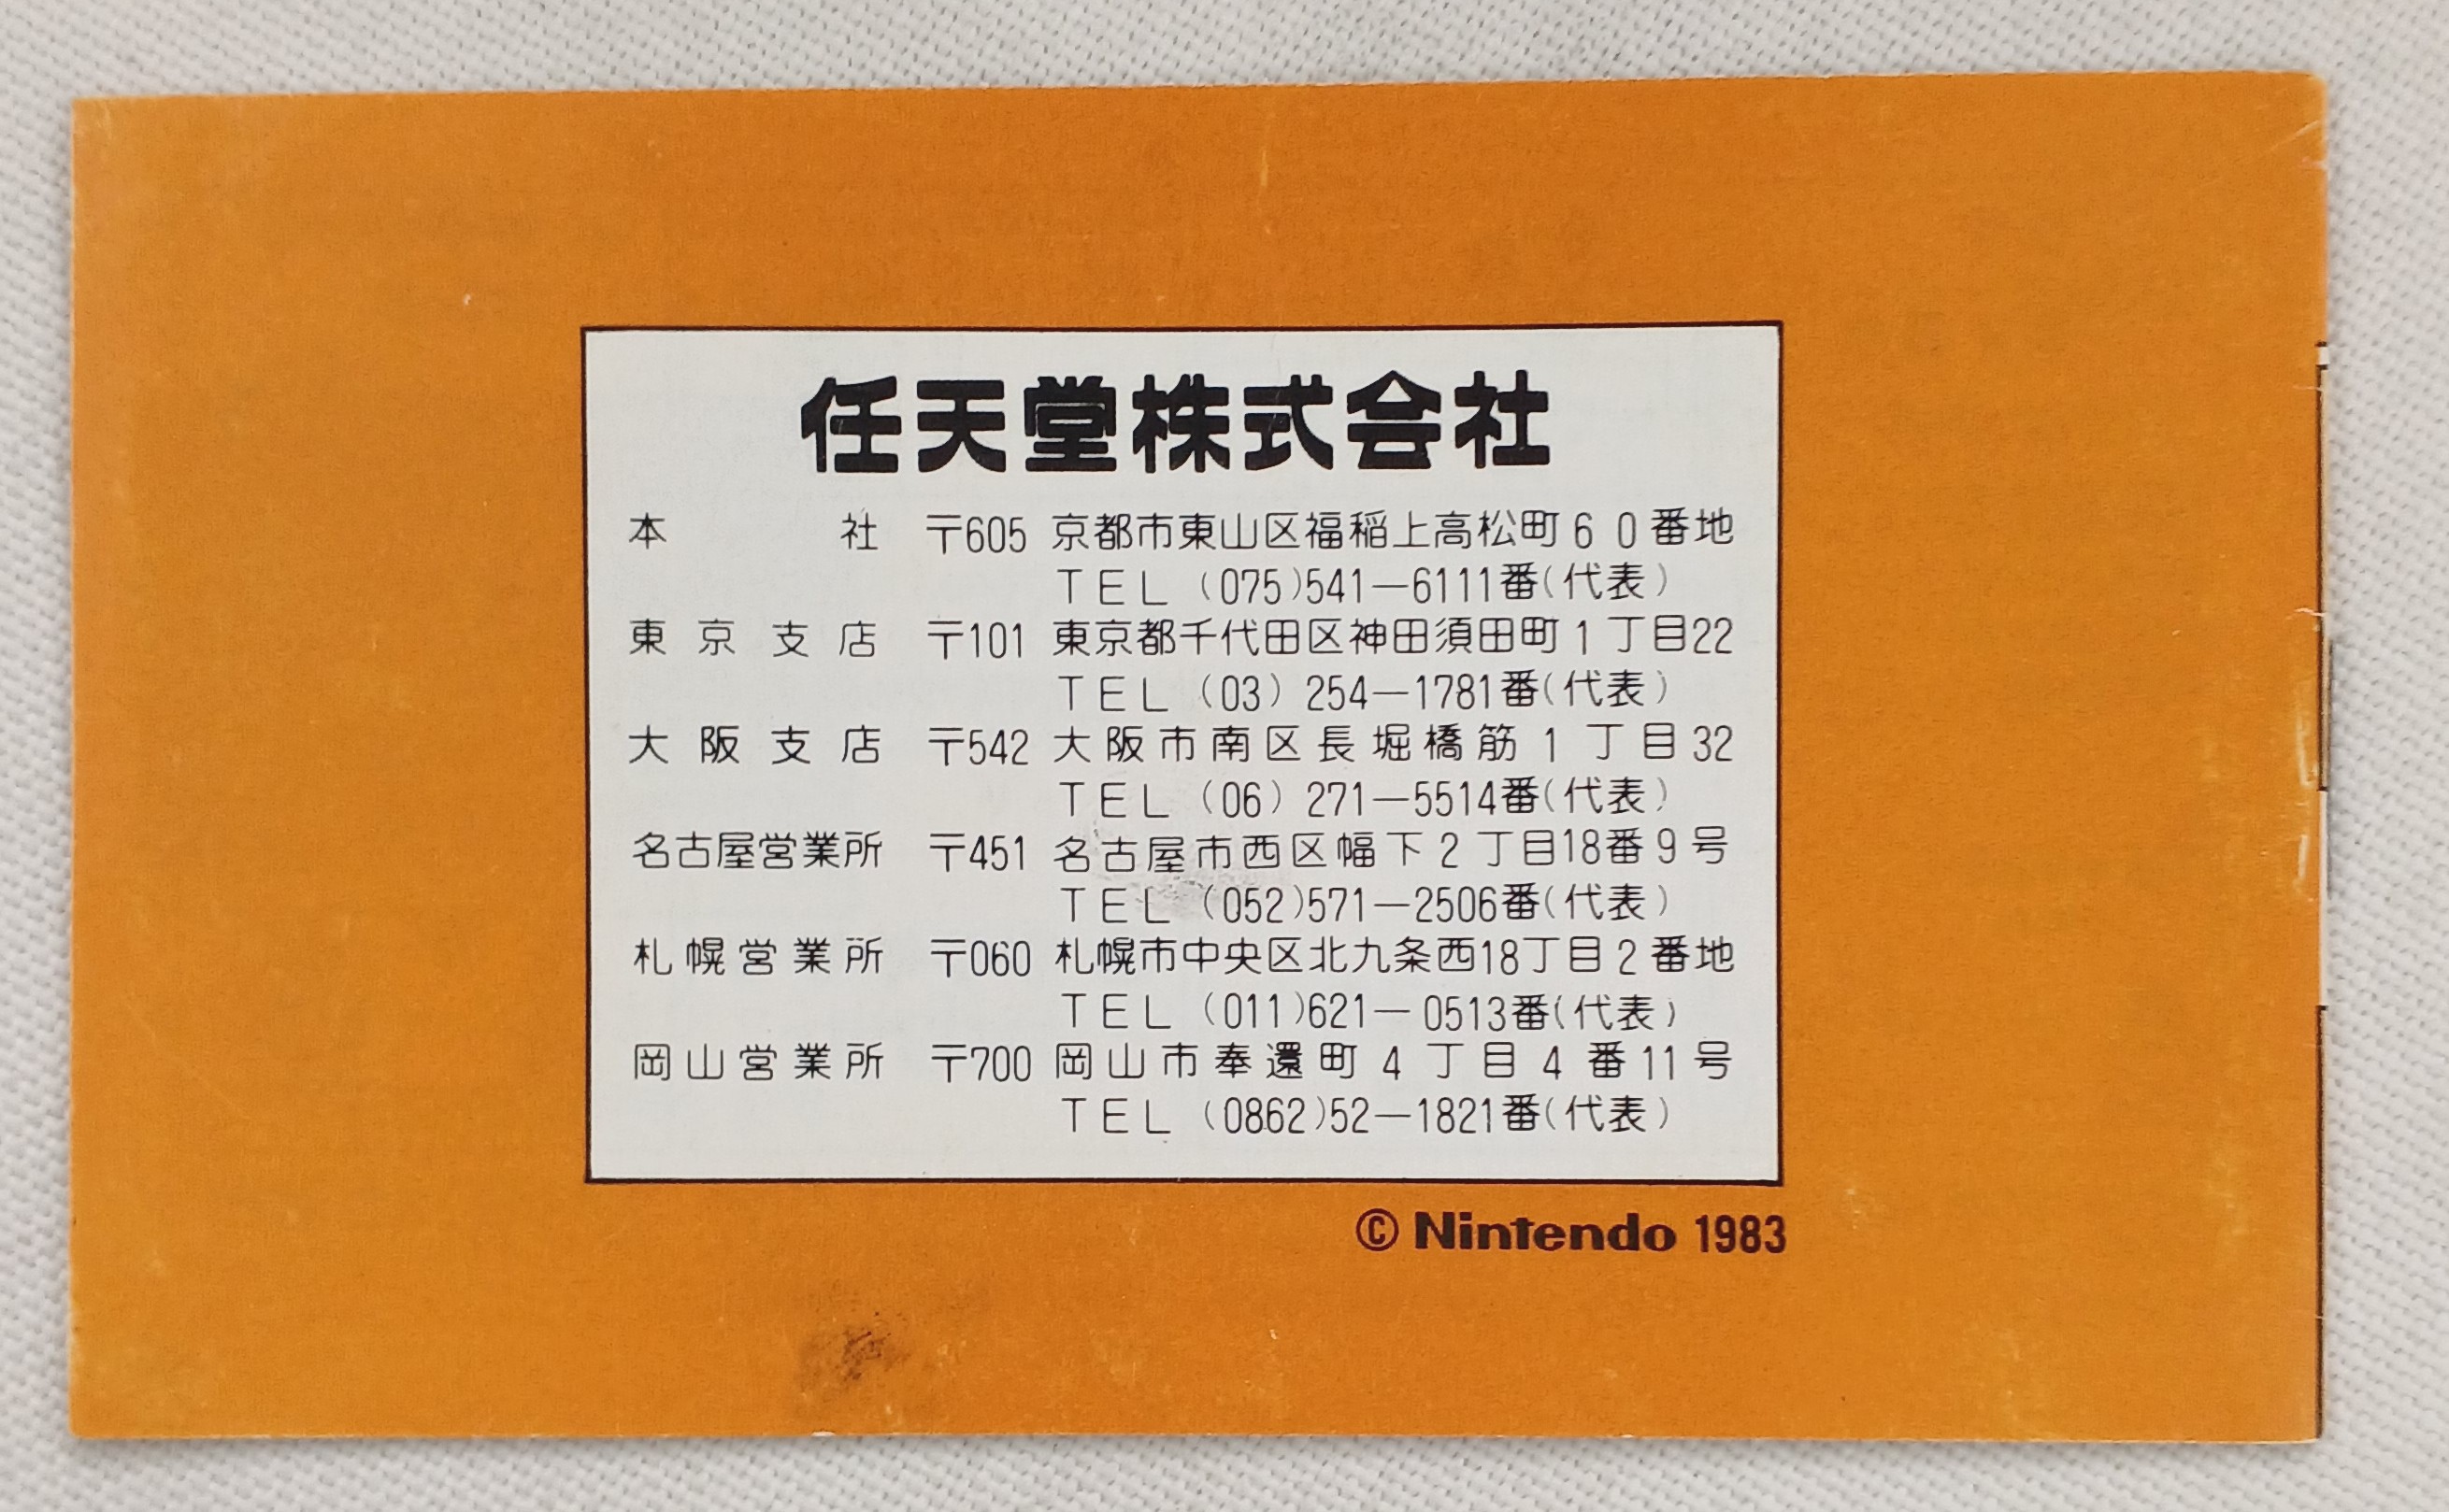 任天堂株式会社
本社 〒605 京都市東山区福稲上高松町60番地
TEL (075)541—6111番(代表)
東京支店 〒101 東京都千代田区神田須田町1丁目22
TEL (03) 254—1781番(代表)
大阪支店 〒542 大阪市南区長堀橋筋1丁目32
TEL (06) 271—5514番(代表)
名古屋営業所 〒451 名古屋市西区幅下2丁目18番9号
TEL (052)571—2506番(代表)
札幌営業所 〒060 札幌市中央区北九条西18丁目2番地
TEL (011)621—0513番(代表)
岡山営業所 〒700 岡山市奉還町4丁目4番11号
TEL (0862)52—1821番(代表)
© Nintendo 1983